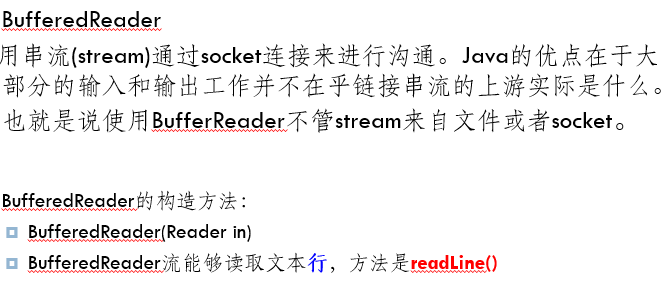 BufferedReader
用串流(stream)通过socket连接来进行沟通。Java的优点在于大
部分的输入和输出工作并不在乎链接串流的上游实际是什么。
也就是说使用BufferReader不管stream来自文件或者socket。
BufferedReader的构造方法：
BufferedReader(Reader in)
BufferedReader流能够读取文本行，方法是readLine()